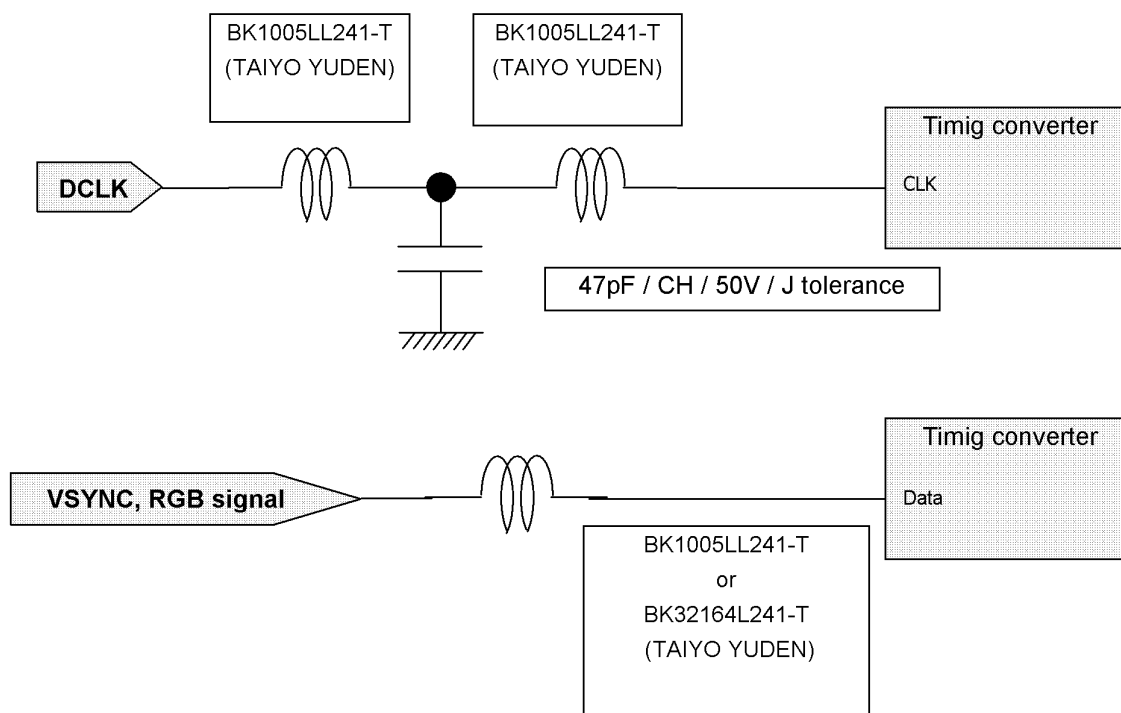 BK1005LL241-T
(TAIYO YUDEN)
BK1005LL241-T
(TAIYO YUDEN)
Timig converter
DCLK
CLK
47pF / CH / 50V / J tolerance
Timig converter
VSYNC, RGB signal
Data
BK1005LL241-T
or
BK32164L241-T
(TAIYO YUDEN)